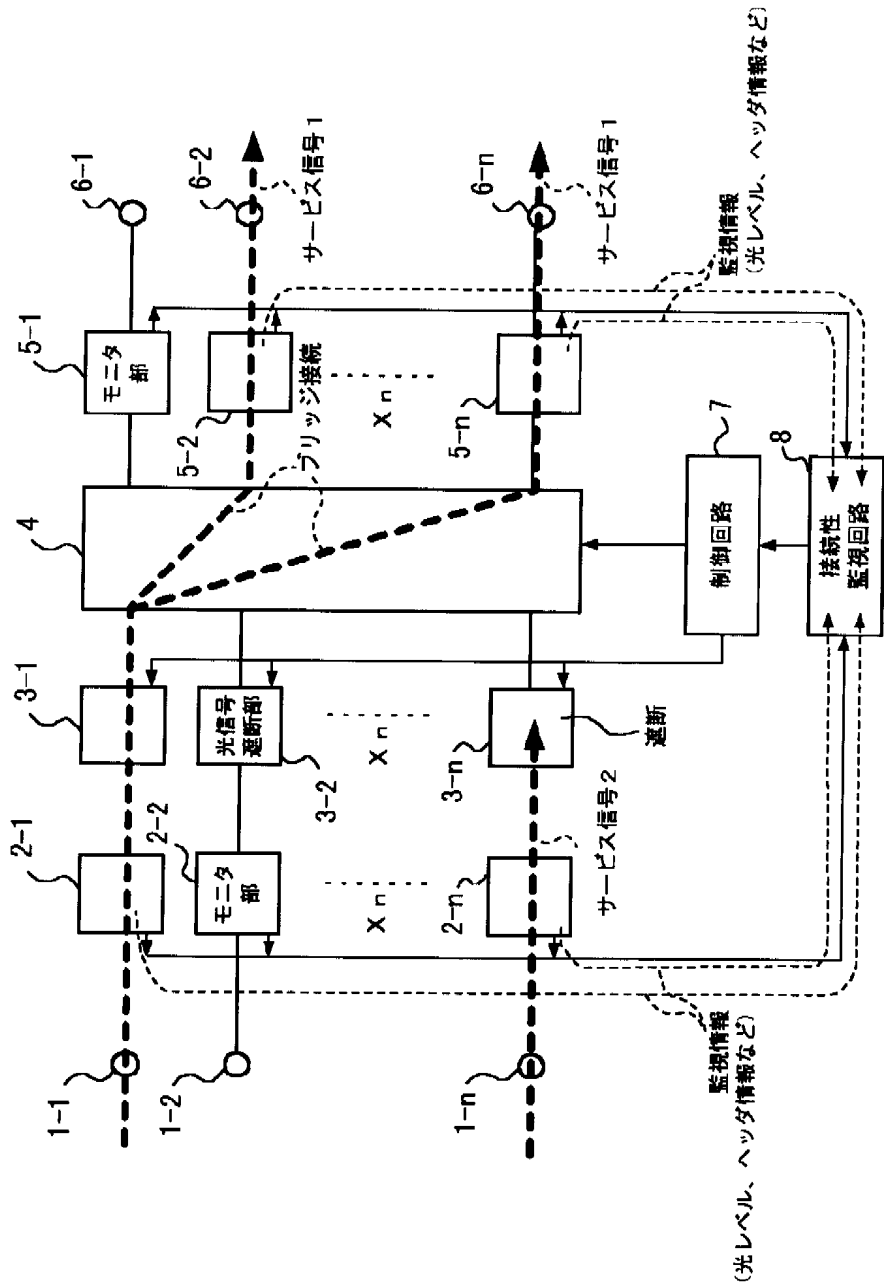 1-1
1-2
1-n
2-1
2-2
モニタ
部
Xn
2-n
3-1
光信号
遮断部
3-2
Xn
3-n
遮断
サービス信号2
4
ブリッジ接続
5-1
モニタ
部
5-2
Xn
5-n
6-1
6-2
サービス信号1
6-n
サービス信号1
7
制御回路
8
接続性
監視回路
監視情報
(光レベル、ヘッダ情報など)
監視情報
(光レベル、ヘッダ情報など)